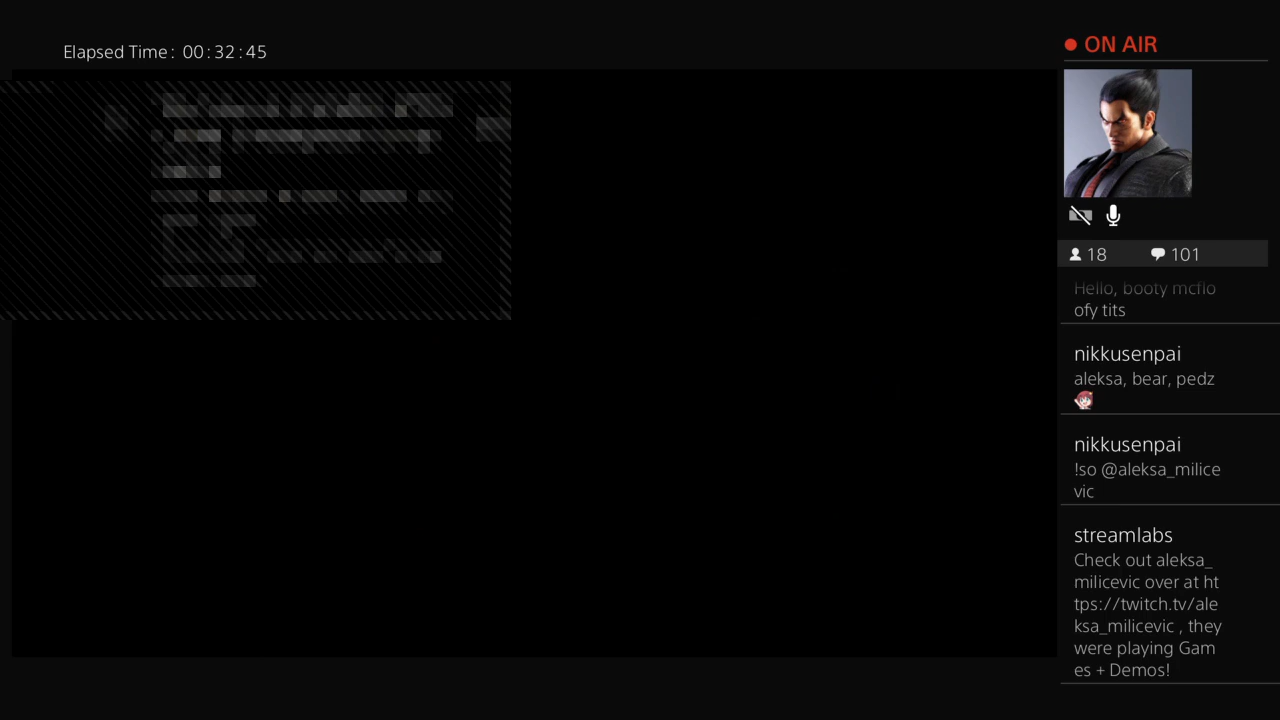 Elapsed Time: 00:32:45
ON AIR
18
101
Hello, booty mcflo
ofy tits
nikkusenpai
aleksa, bear, pedz
nikkusenpai
!so @aleksa_milice
vic
streamlabs
Check out aleksa_
milicevic over at ht
tps://twitch.tv/ale
ksa_milicevic , they
were playing Gam
es + Demos!